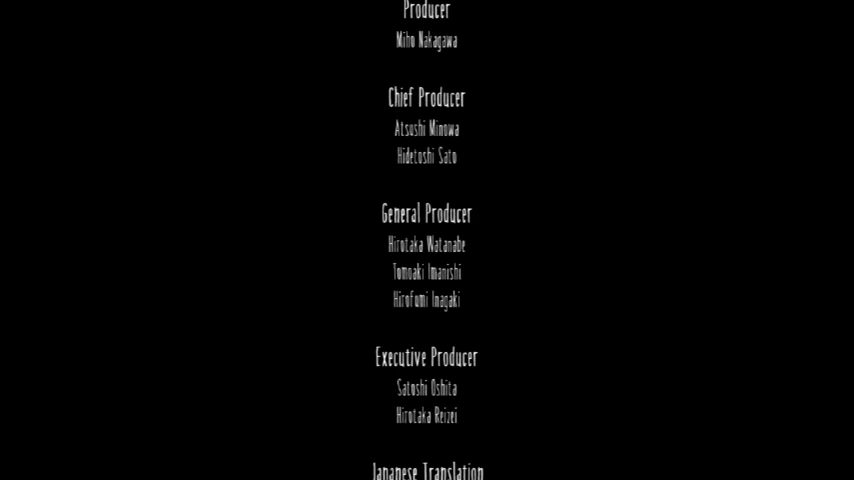 Producer
Miho Nakagawa
Chief Producer
Atsushi Minowa
Hidetoshi Sato
General Producer
Hirotaka Watanabe
Tomoaki Imanishi
Hirofumi Inagaki
Executive Producer
Satoshi Oshita
Hirotaka Reizei
Japanese Translation